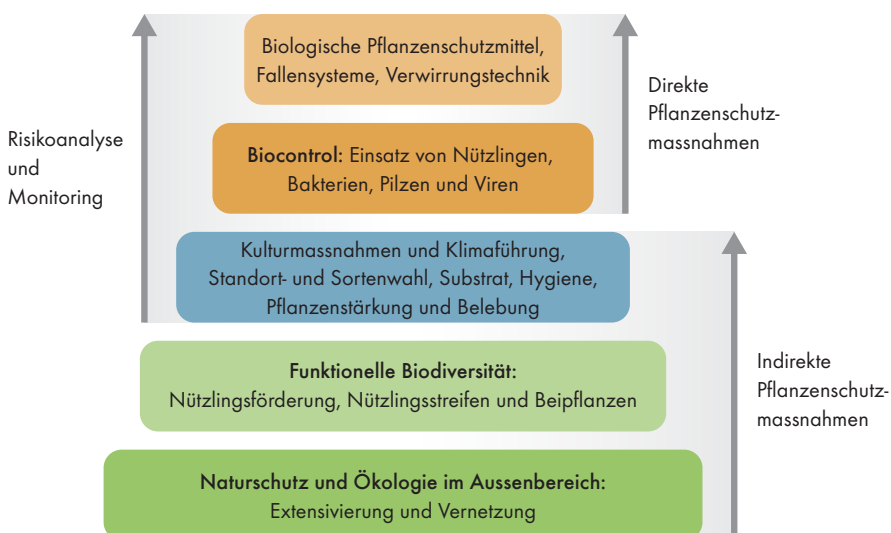 Biologische Pflanzenschutzmittel,
Fallensysteme, Verwirrungstechnik
Direkte
Pflanzenschutz-
massnahmen
Risikoanalyse
und
Monitoring
Biocontrol: Einsatz von Nützlingen,
Bakterien, Pilzen und Viren
Kulturmassnahmen und Klimaführung,
Standort- und Sortenwahl, Substrat, Hygiene,
Pflanzenstärkung und Belebung
Funktionelle Biodiversität:
Nützlingsförderung, Nützlingsstreifen und Beipflanzen
Indirekte
Pflanzenschutz-
massnahmen
Naturschutz und Ökologie im Aussenbereich:
Extensivierung und Vernetzung